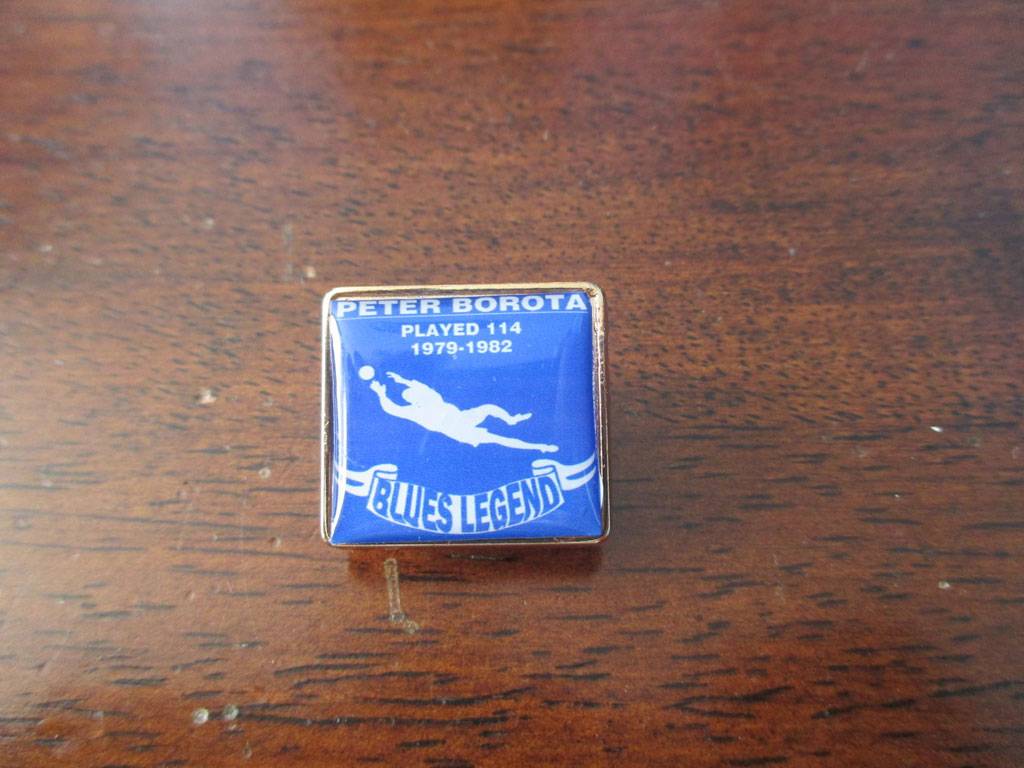 PETER BOROTA
PLAYED 114
1979-1982
BLUES LEGEND